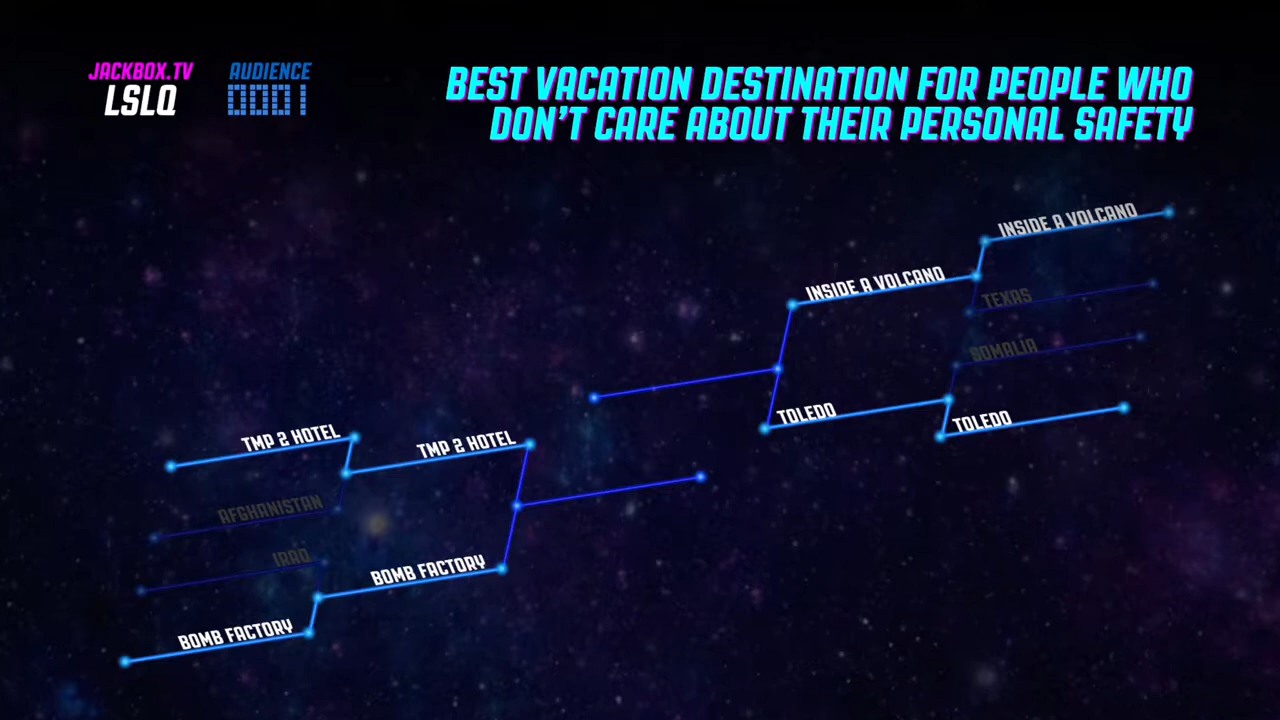 JACKBOX.TV
LSLQ
AUDIENCE
0001
BEST VACATION DESTINATION FOR PEOPLE WHO
DON'T CARE ABOUT THEIR PERSONAL SAFETY
TMP 2 HOTEL
AFGHANISTAN
IRAQ
BOMB FACTORY
TMP 2 HOTEL
BOMB FACTORY
INSIDE A VOLCANO
TOLEDO
INSIDE A VOLCANO
TEXAS
SOMALIA
TOLEDO